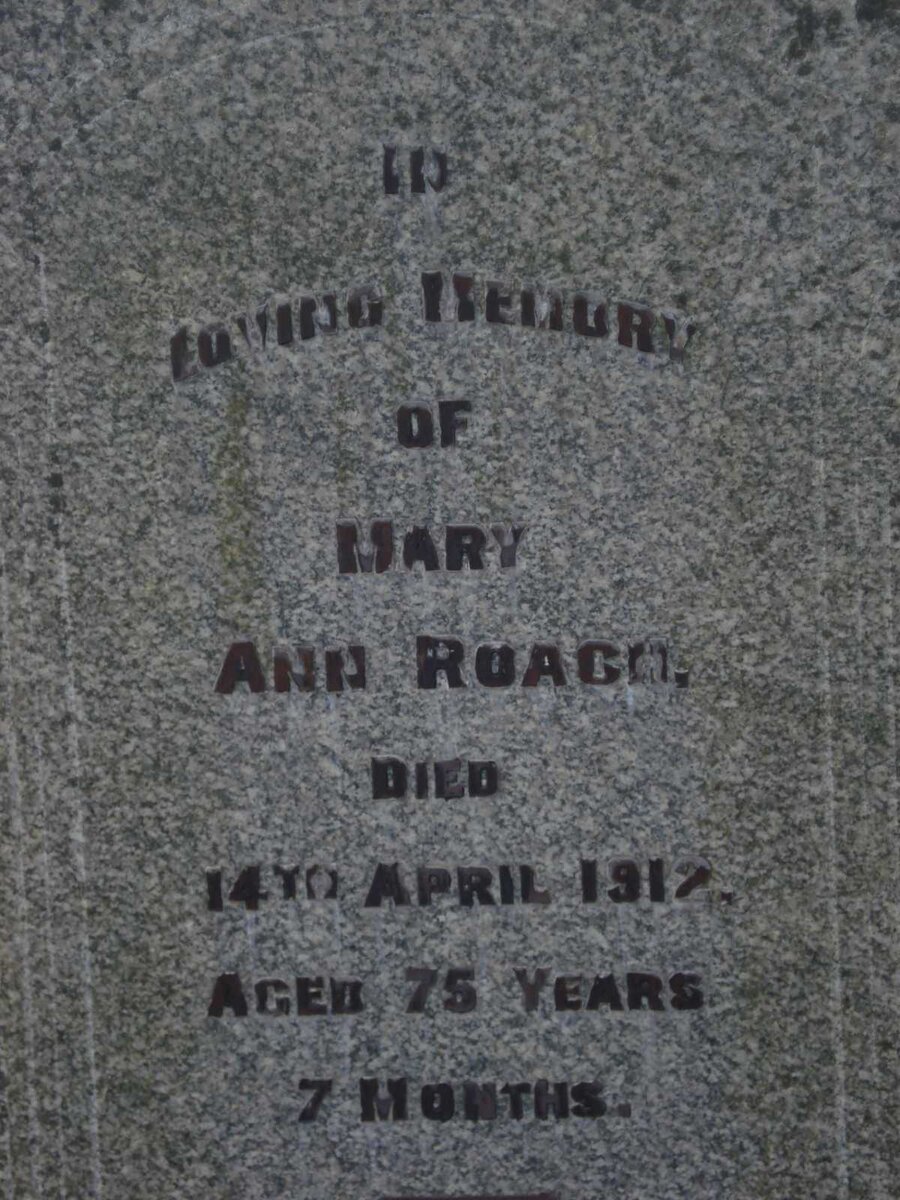 IN
LOVING MEMORY
OF
MARY
ANN ROACH,
DIED
14TH APRIL 1912.
AGED 75 YEARS
7 MONTHS.